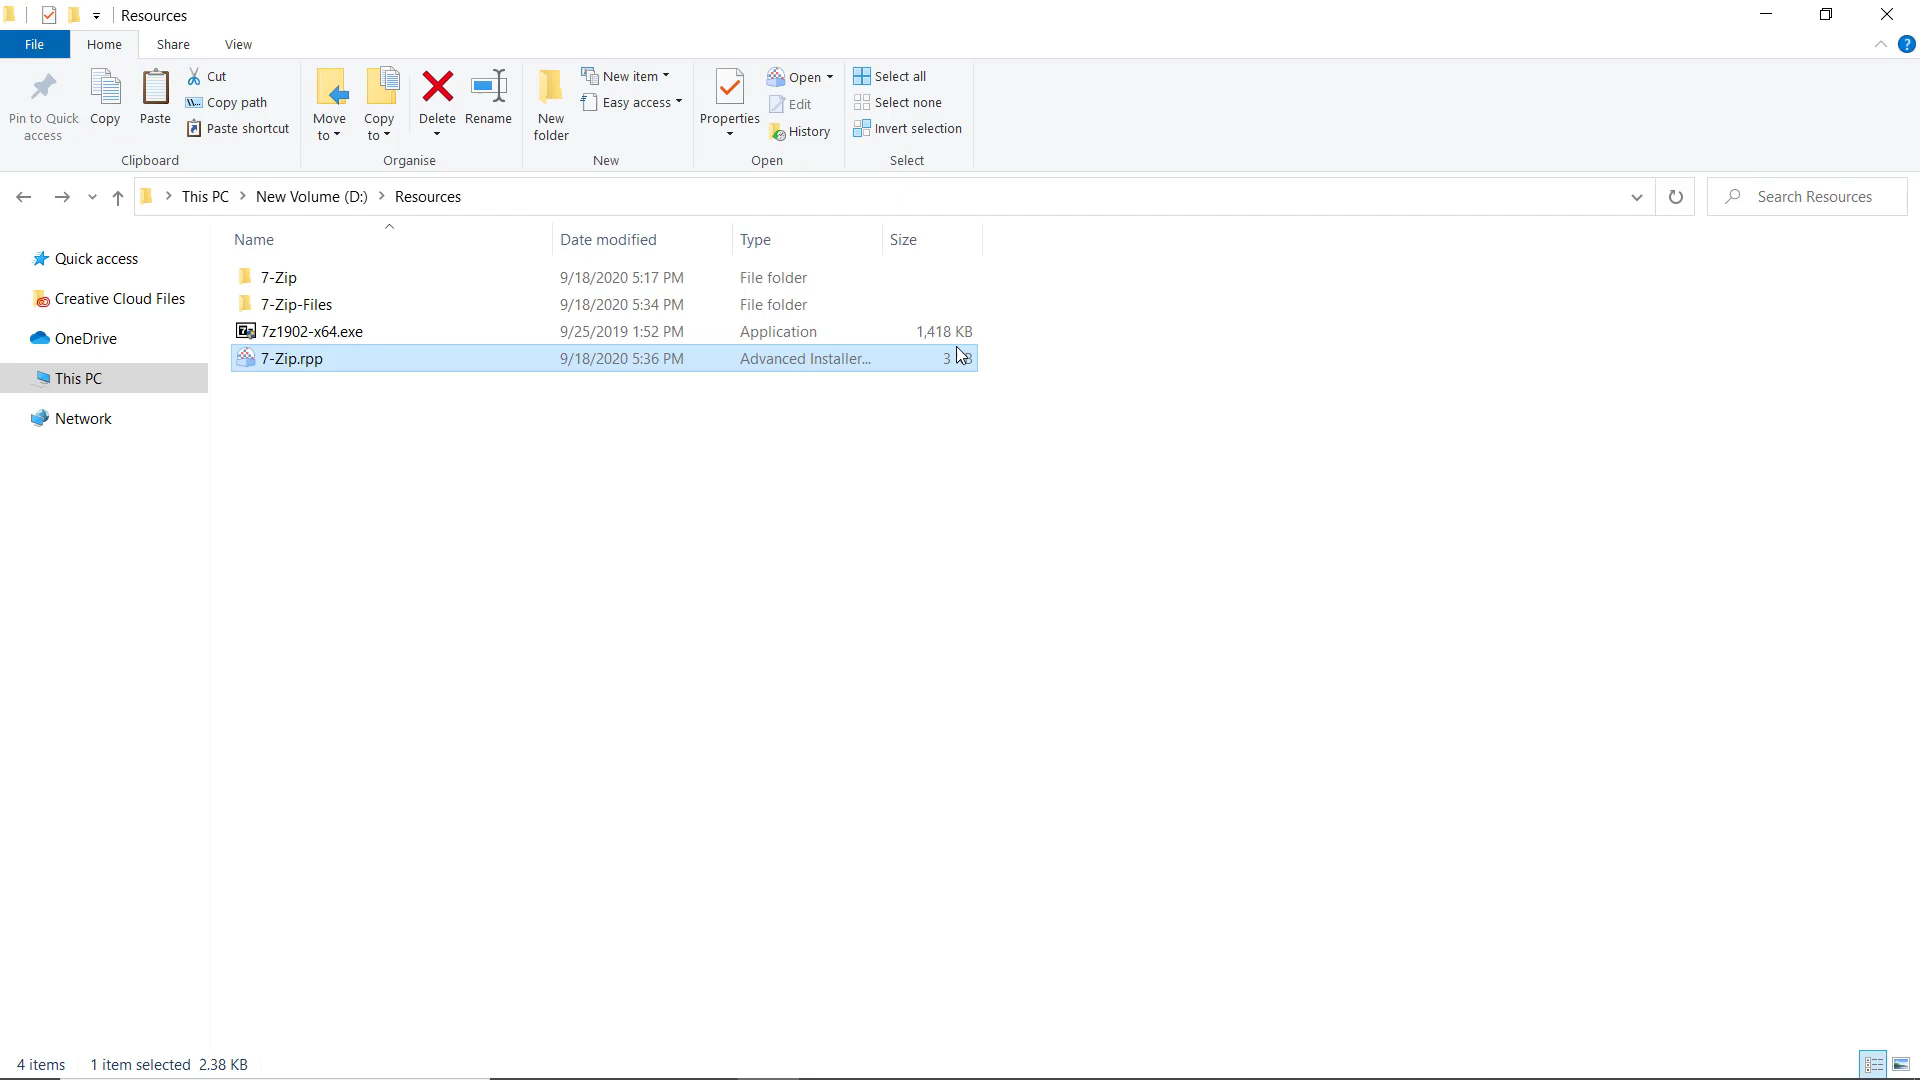 Resources
File Home Share View
Pin to Quick access
Copy
Paste
Cut
Copy path
Paste shortcut
Clipboard
Move to
Copy to
Delete
Rename
Organise
New folder
New item
Easy access
New
Properties
Open
Edit
History
Open
Select all
Select none
Invert selection
Select
This PC > New Volume (D:) > Resources
Search Resources
Quick access
Creative Cloud Files
OneDrive
This PC
Network
Name Date modified Type Size
7-Zip 9/18/2020 5:17 PM File folder
7-Zip-Files 9/18/2020 5:34 PM File folder
7z1902-x64.exe 9/25/2019 1:52 PM Application 1,418 KB
7-Zip.rpp 9/18/2020 5:36 PM Advanced Installer... 3
4 items 1 item selected 2.38 KB